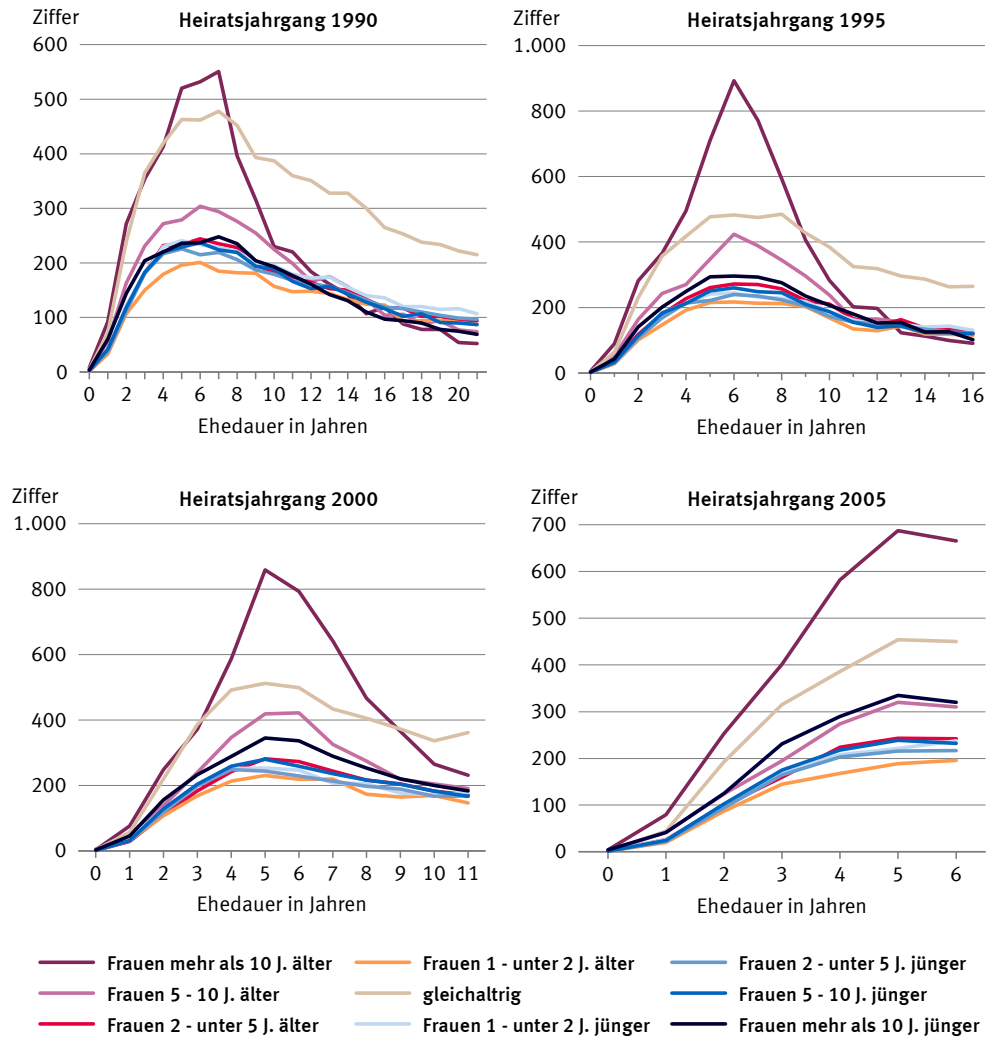 Ziffer
Heiratsjahrgang 1990
600
500
400
300
200
100
0
0 2 4 6 8 10 12 14 16 18 20
Ehedauer in Jahren
Ziffer
Heiratsjahrgang 1995
1.000
800
600
400
200
0
0 2 4 6 8 10 12 14 16
Ehedauer in Jahren
Ziffer
Heiratsjahrgang 2000
1.000
800
600
400
200
0
0 1 2 3 4 5 6 7 8 9 10 11
Ehedauer in Jahren
Ziffer
Heiratsjahrgang 2005
700
600
500
400
300
200
100
0
0 1 2 3 4 5 6
Ehedauer in Jahren
Frauen mehr als 10 J. älter
Frauen 5 - 10 J. älter
Frauen 2 - unter 5 J. älter
Frauen 1 - unter 2 J. älter
gleichaltrig
Frauen 1 - unter 2 J. jünger
Frauen 2 - unter 5 J. jünger
Frauen 5 - 10 J. jünger
Frauen mehr als 10 J. jünger